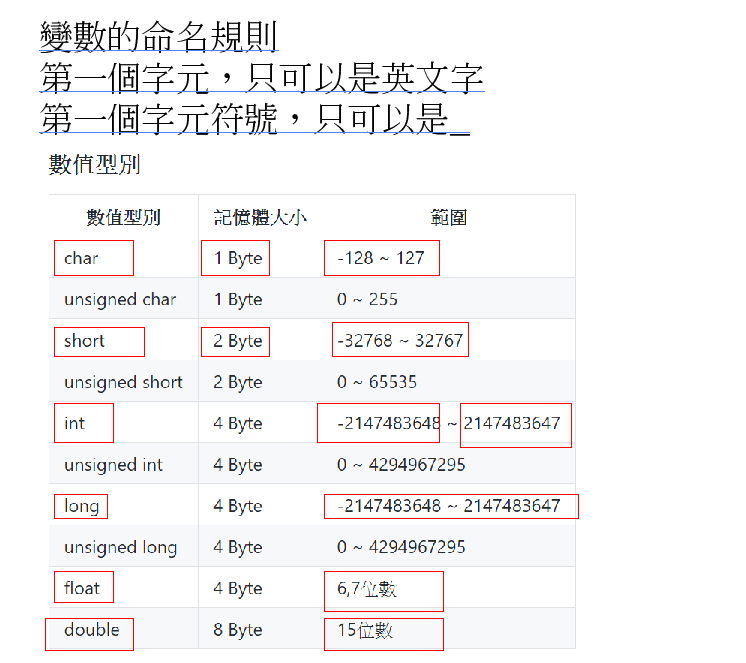 變數的命名規則
第一個字元，只可以是英文字
第一個字元符號，只可以是_
數值型別
數值型別 記憶體大小 範圍
char 1 Byte -128 ~ 127
unsigned char 1 Byte 0 ~ 255
short 2 Byte -32768 ~ 32767
unsigned short 2 Byte 0 ~ 65535
int 4 Byte -2147483648 ~ 2147483647
unsigned int 4 Byte 0 ~ 4294967295
long 4 Byte -2147483648 ~ 2147483647
unsigned long 4 Byte 0 ~ 4294967295
float 4 Byte 6,7位數
double 8 Byte 15位數